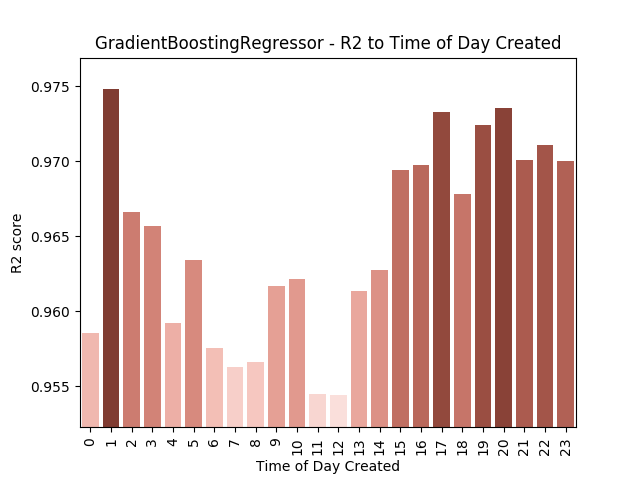 GradientBoostingRegressor - R2 to Time of Day Created
0.975
0.970
0.965
0.960
0.955
R2 score
0 1 2 3 4 5 6 7 8 9 10 11 12 13 14 15 16 17 18 19 20 21 22 23
Time of Day Created